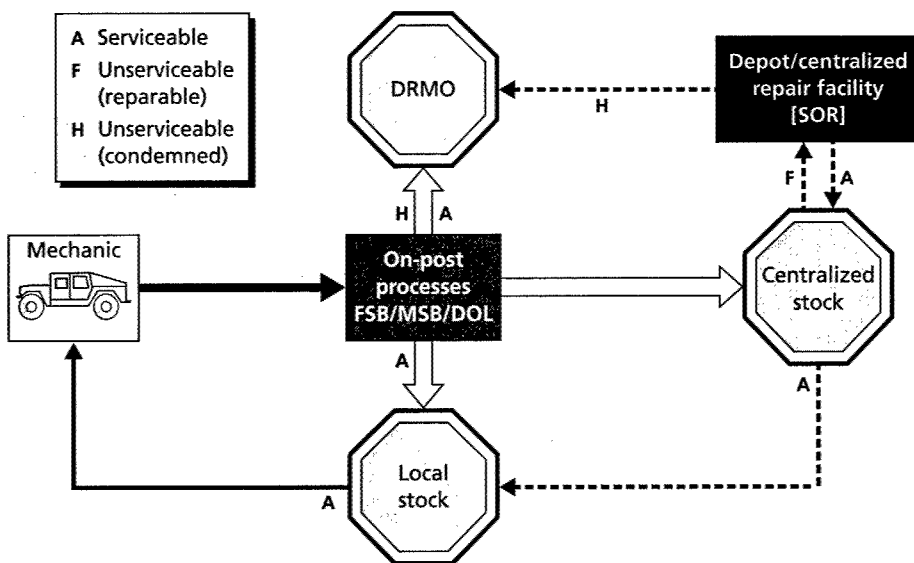 A Serviceable
F Unserviceable
(reparable)
H Unserviceable
(condemned)
DRMO
Depot/centralized
repair facility
[SOR]
H
F
A
H
A
Mechanic
On-post
processes
FSB/MSB/DOL
Centralized
stock
A
A
Local
stock
A